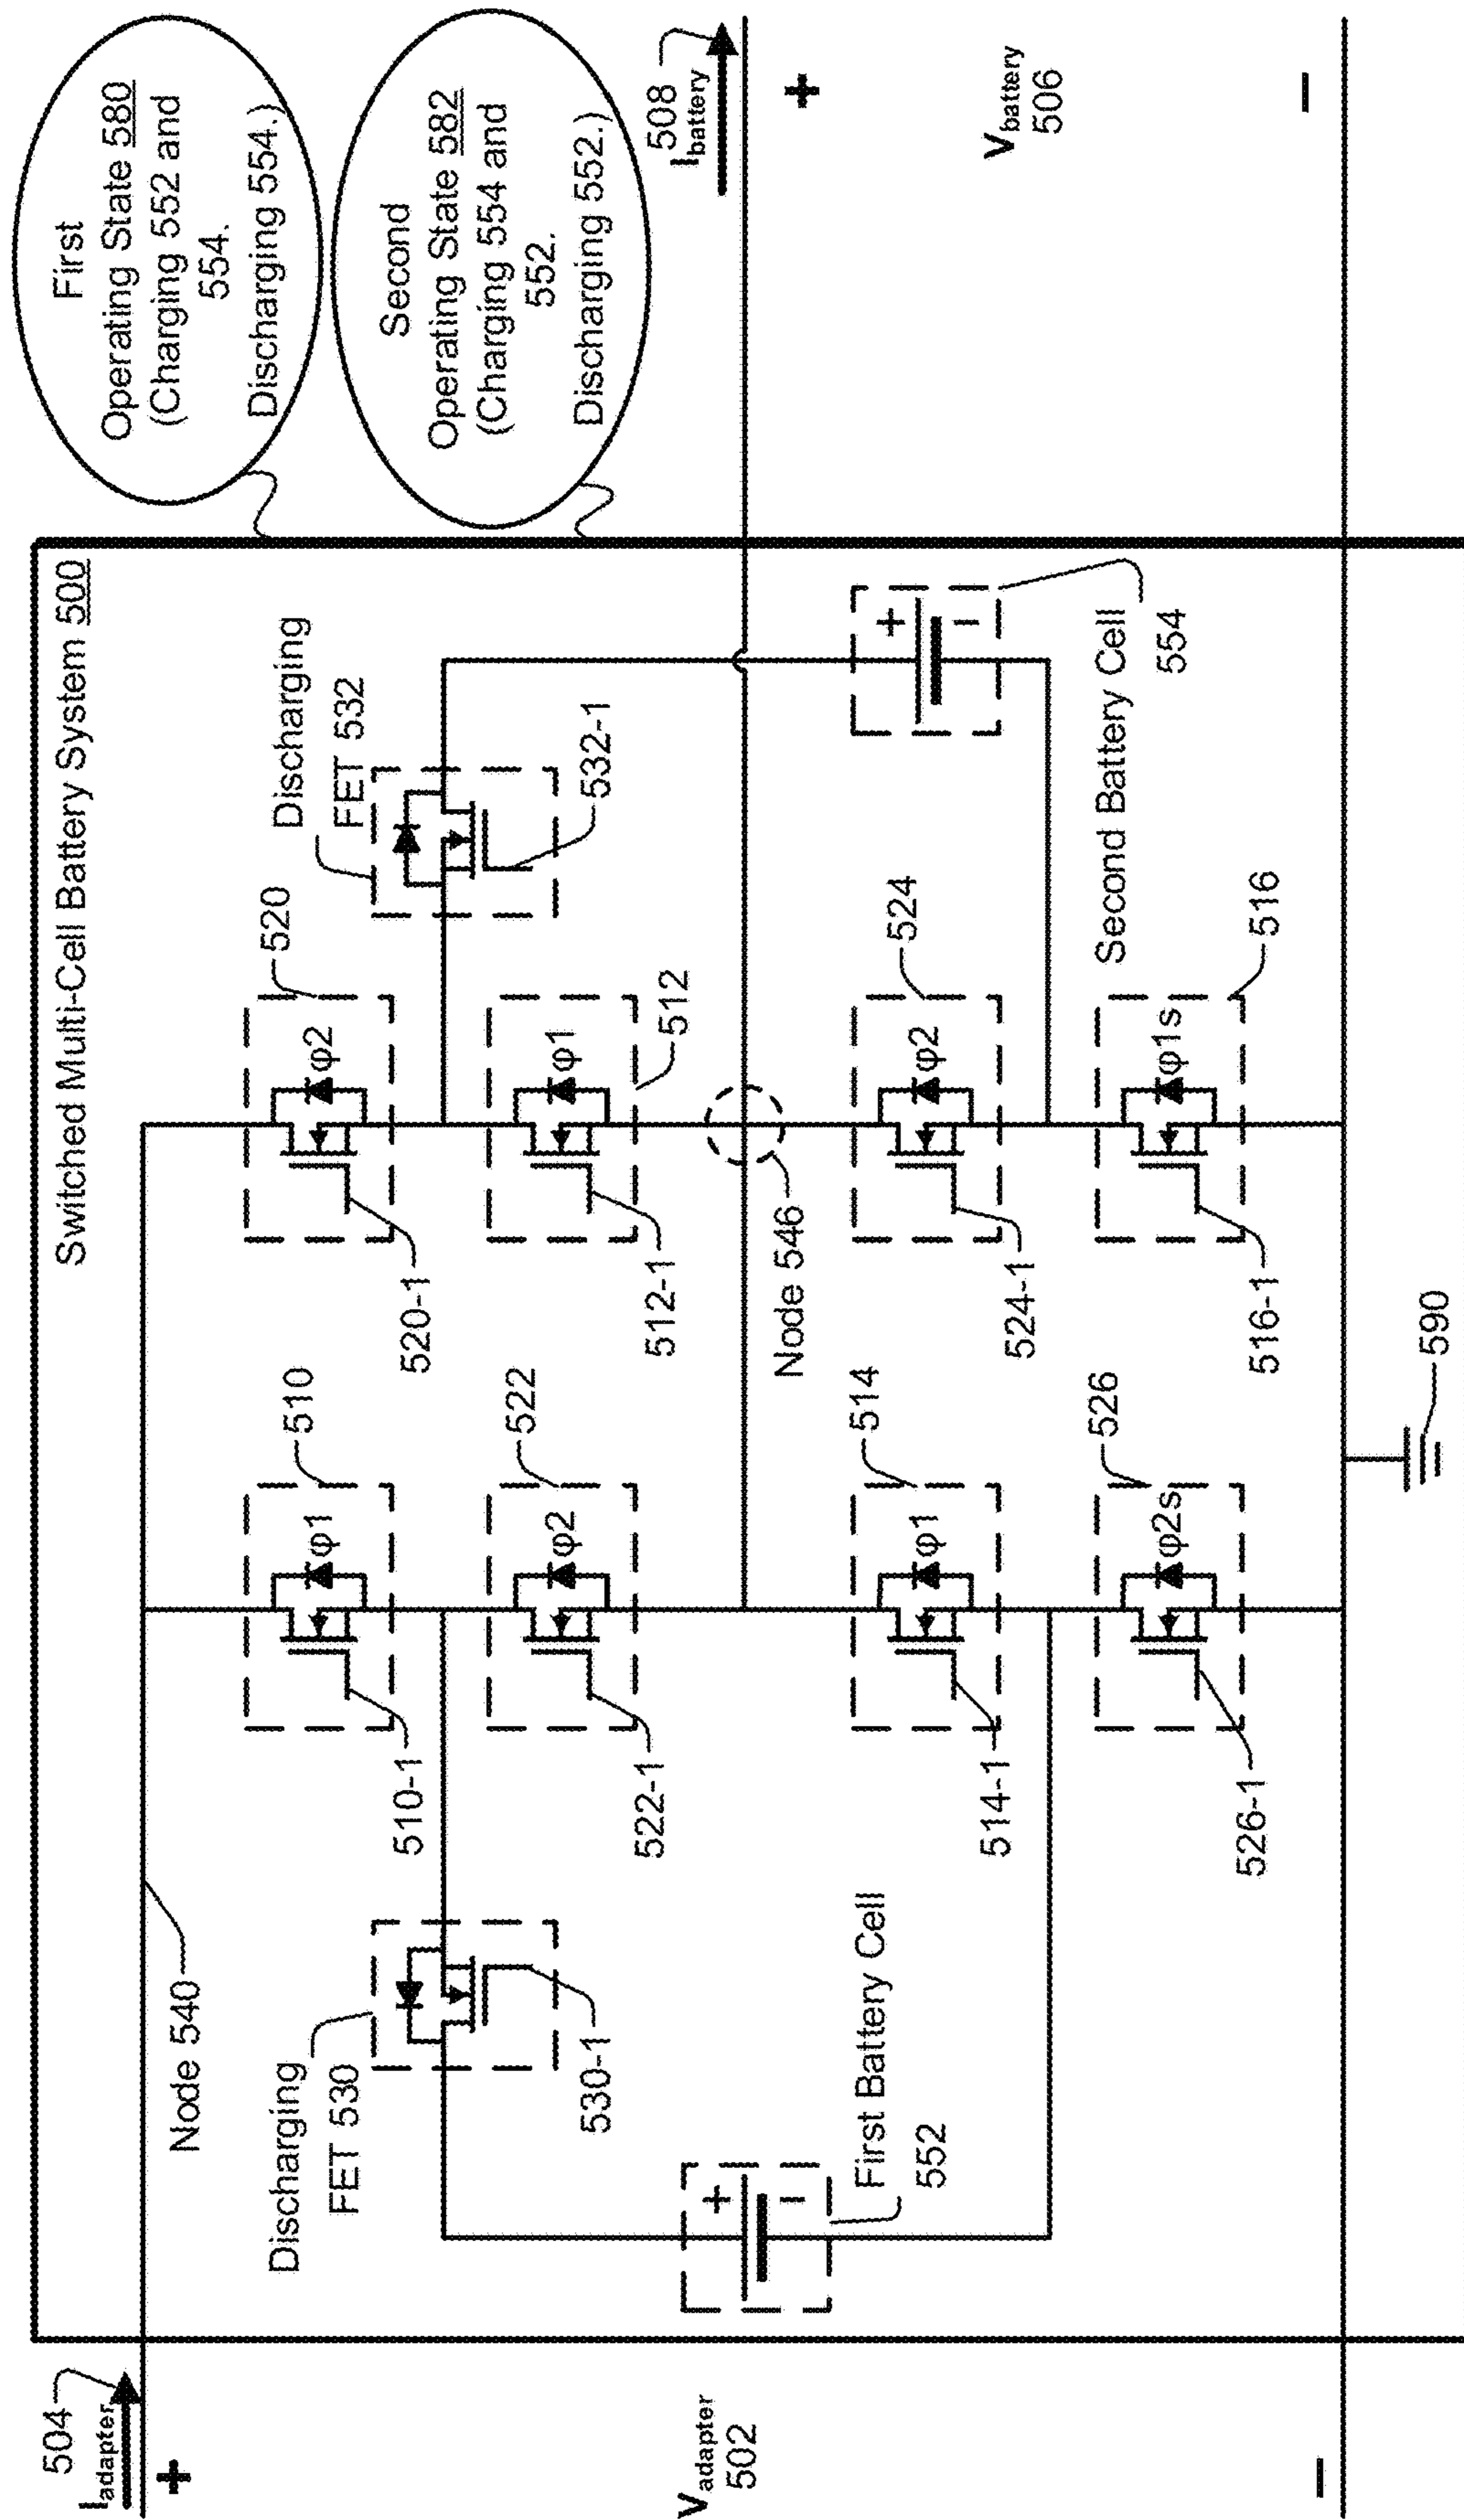 Switched Multi-Cell Battery System 500
504
Iadapter
+
Vadapter
502
−
Node 540
Discharging
FET 530
530-1
+
−
First Battery Cell
552
510
φ1
510-1
522
φ2
522-1
514
φ1
514-1
526
φ2s
526-1
520
φ2
520-1
512
φ1
512-1
Node 546
524
φ2
524-1
516
φ1s
516-1
590
Discharging
FET 532
532-1
+
−
Second Battery Cell
554
First
Operating State 580
(Charging 552 and
554.
Discharging 554.)
Second
Operating State 582
(Charging 554 and
552.
Discharging 552.)
508
Ibattery
+
Vbattery
506
−